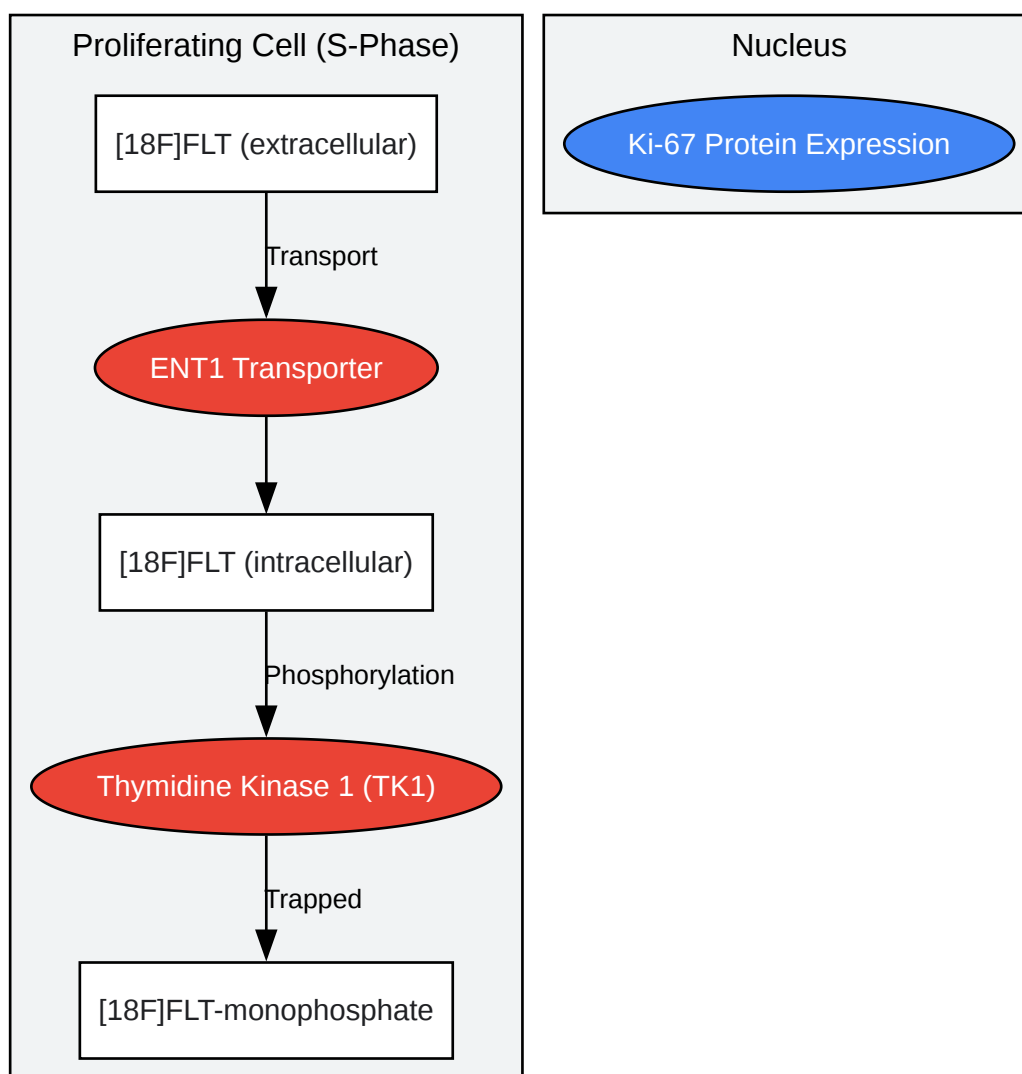 Proliferating Cell (S-Phase)
[18F]FLT (extracellular)
Transport
ENT1 Transporter
[18F]FLT (intracellular)
Phosphorylation
Thymidine Kinase 1 (TK1)
Trapped
[18F]FLT-monophosphate
Nucleus
Ki-67 Protein Expression